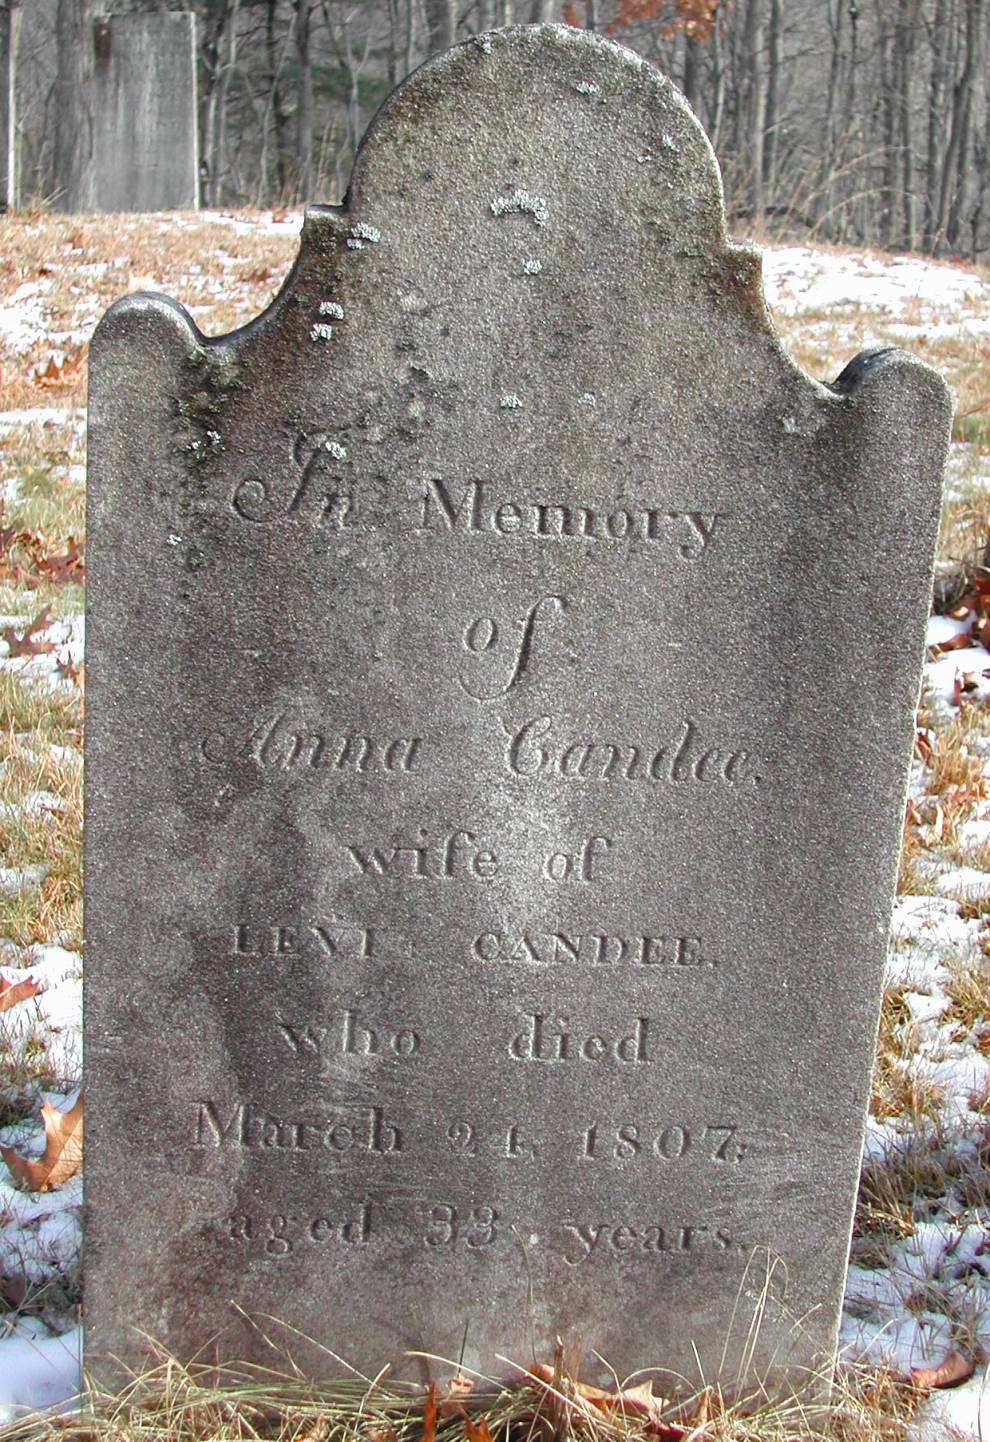 In Memory
of
Anna Candee.
wife of
LEVI CANDEE.
who died
March 24, 1807;
aged 33 years.